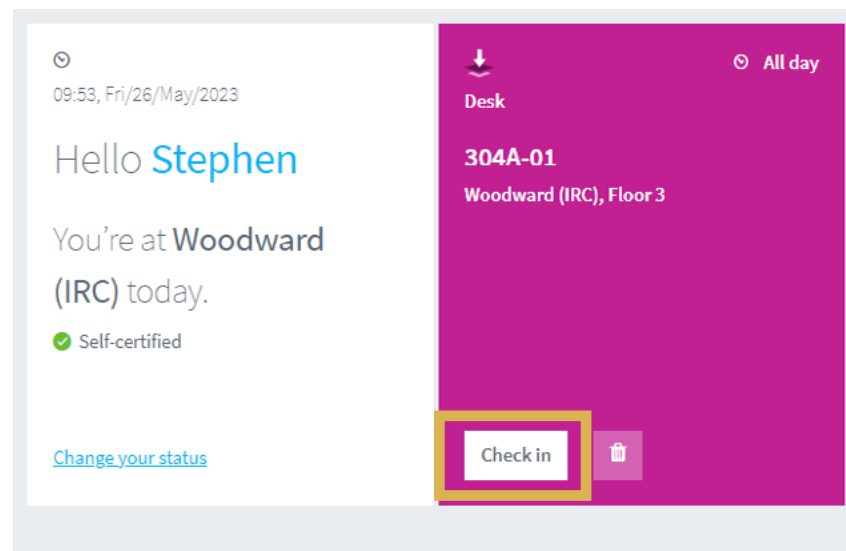 09:53, Fri/26/May/2023
Hello Stephen
You're at Woodward
(IRC) today.
Self-certified
Change your status
All day
Desk
304A-01
Woodward (IRC), Floor 3
Check in